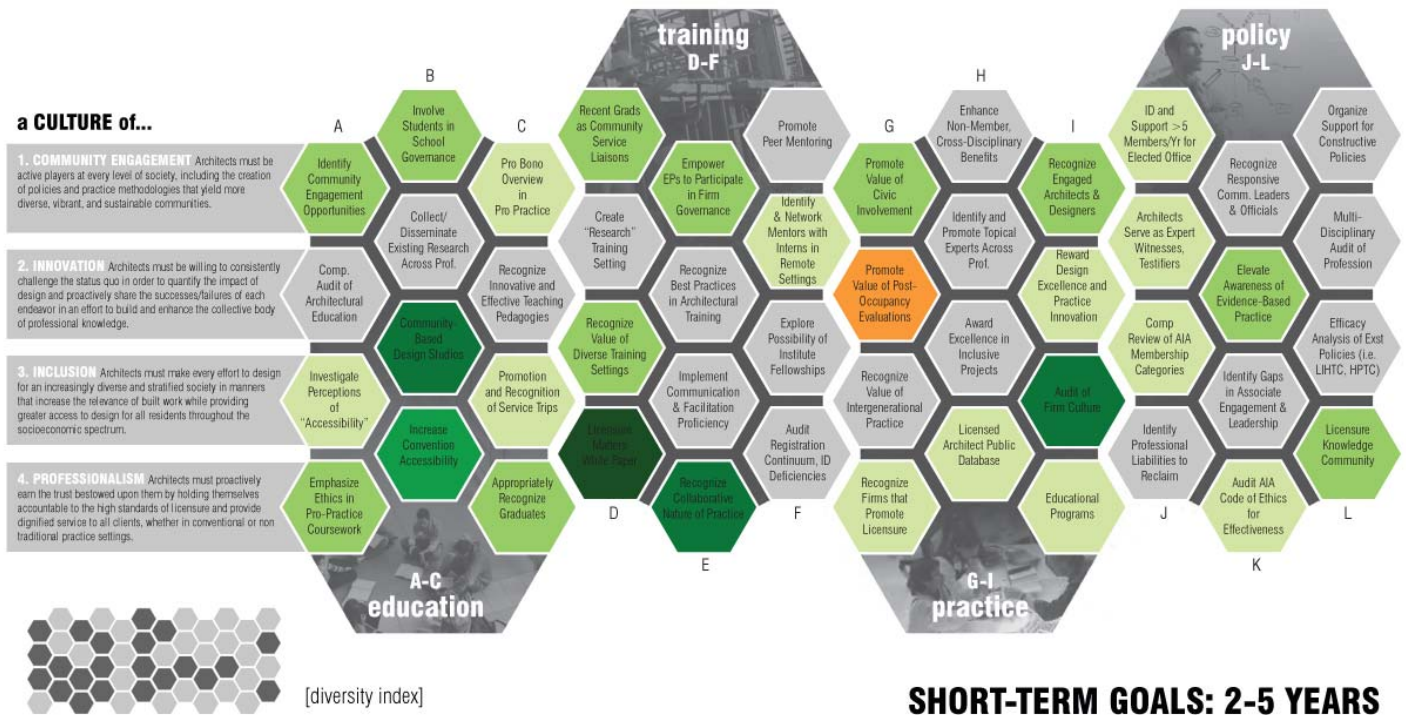 training
D-F
policy
J-L
a CULTURE of...
1. COMMUNITY ENGAGEMENT Architects must be
active players at every level of society, including the creation
of policies and practice methodologies that yield more
diverse, vibrant, and sustainable communities.
2. INNOVATION Architects must be willing to consistently
challenge the status quo in order to quantify the impact of
design and proactively share the successes/failures of each
endeavor in an effort to build and enhance the collective body
of professional knowledge.
3. INCLUSION Architects must make every effort to design
for an increasingly diverse and stratified society in manners
that increase the relevance of built work while providing
greater access to design for all residents throughout the
socioeconomic spectrum.
4. PROFESSIONALISM Architects must proactively
earn the trust bestowed upon them by holding themselves
accountable to the high standards of licensure and provide
dignified service to all clients, whether in conventional or non
traditional practice settings.
A
Identify
Community
Engagement
Opportunities
Comp.
Audit of
Architectural
Education
Investigate
Perceptions
of
"Accessibility"
Emphasize
Ethics in
Pro-Practice
Coursework
B
Involve
Students in
School
Governance
Collect/
Disseminate
Existing Research
Across Prof.
Community-
Based
Design Studios
Increase
Convention
Accessibility
C
Pro Bono
Overview
in
Pro Practice
Recognize
Innovative and
Effective Teaching
Pedagogies
Promotion
and Recognition
of Service Trips
Appropriately
Recognize
Graduates
A-C
education
Recent Grads
as Community
Service
Liaisons
Create
"Research"
Training
Setting
Recognize
Value of
Diverse Training
Settings
Licensure
Matters
White Paper
D
Empower
EPs to Participate
in Firm
Governance
Recognize
Best Practices
in Architectural
Training
Implement
Communication
& Facilitation
Proficiency
Recognize
Collaborative
Nature of Practice
E
Promote
Peer Mentoring
Identify
& Network
Mentors with
Interns in
Remote
Settings
Explore
Possibility of
Institute
Fellowships
Audit
Registration
Continuum, ID
Deficiencies
F
G
Promote
Value of
Civic
Involvement
Promote
Value of Post-
Occupancy
Evaluations
Recognize
Value of
Intergenerational
Practice
Recognize
Firms that
Promote
Licensure
H
Enhance
Non-Member,
Cross-Disciplinary
Benefits
Identify and
Promote Topical
Experts Across
Prof.
Award
Excellence in
Inclusive
Projects
Licensed
Architect Public
Database
I
Recognize
Engaged
Architects &
Designers
Reward
Design
Excellence and
Practice
Innovation
Audit of
Firm Culture
Educational
Programs
G-I
practice
ID and
Support >5
Members/Yr for
Elected Office
Architects
Serve as Expert
Witnesses,
Testifiers
Comp
Review of AIA
Membership
Categories
Identify
Professional
Liabilities to
Reclaim
J
Recognize
Responsive
Comm. Leaders
& Officials
Elevate
Awareness of
Evidence-Based
Practice
Identify Gaps
in Associate
Engagement &
Leadership
Audit AIA
Code of Ethics
for
Effectiveness
K
Organize
Support for
Constructive
Policies
Multi-
Disciplinary
Audit of
Profession
Efficacy
Analysis of Exst
Policies (i.e.
LIHTC, HPTC)
Licensure
Knowledge
Community
L
[diversity index]
SHORT-TERM GOALS: 2-5 YEARS